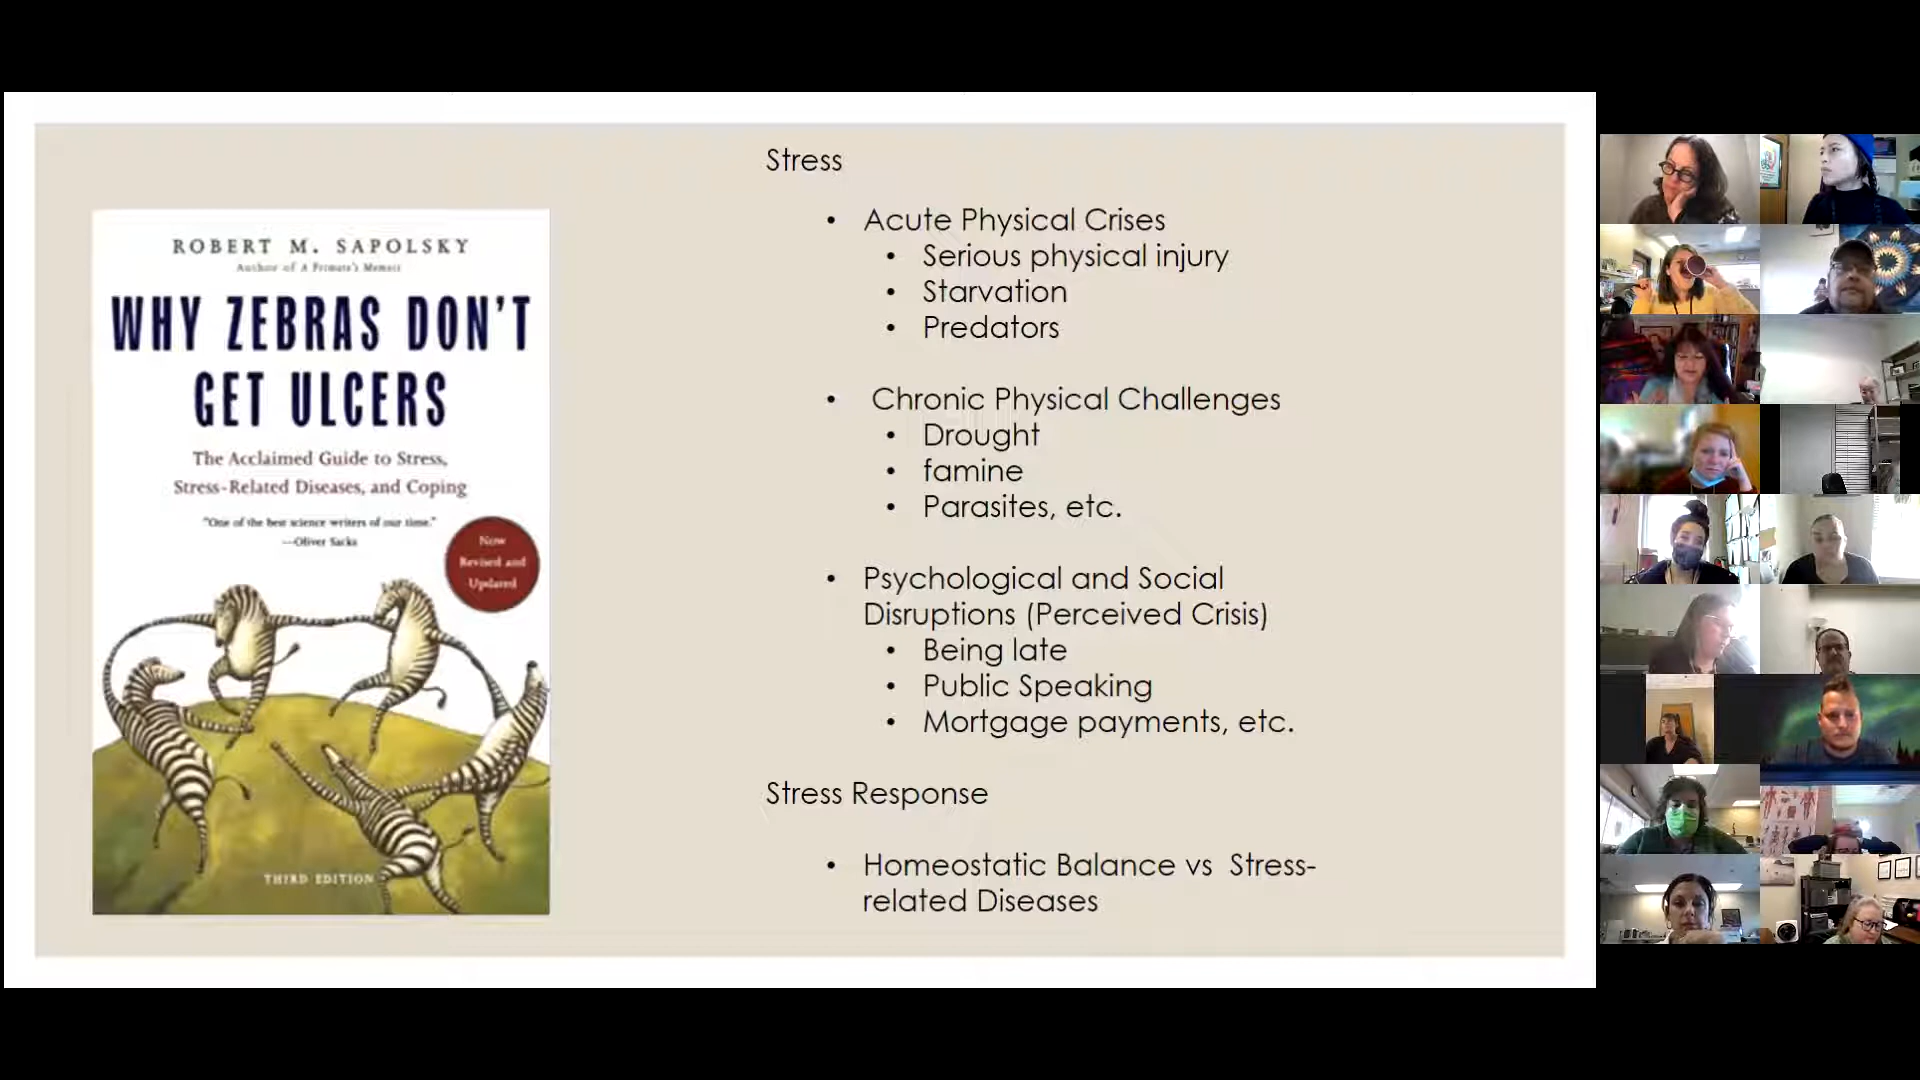 ROBERT M. SAPOLSKY
Author of A Primate's Memoir
WHY ZEBRAS DON'T
GET ULCERS
The Acclaimed Guide to Stress,
Stress-Related Diseases, and Coping
"One of the best science writers of our time."
—Oliver Sacks
Now
Revised and
Updated
THIRD EDITION
Stress
• Acute Physical Crises
• Serious physical injury
• Starvation
• Predators
• Chronic Physical Challenges
• Drought
• famine
• Parasites, etc.
• Psychological and Social
Disruptions (Perceived Crisis)
• Being late
• Public Speaking
• Mortgage payments, etc.
Stress Response
• Homeostatic Balance vs  Stress-
related Diseases